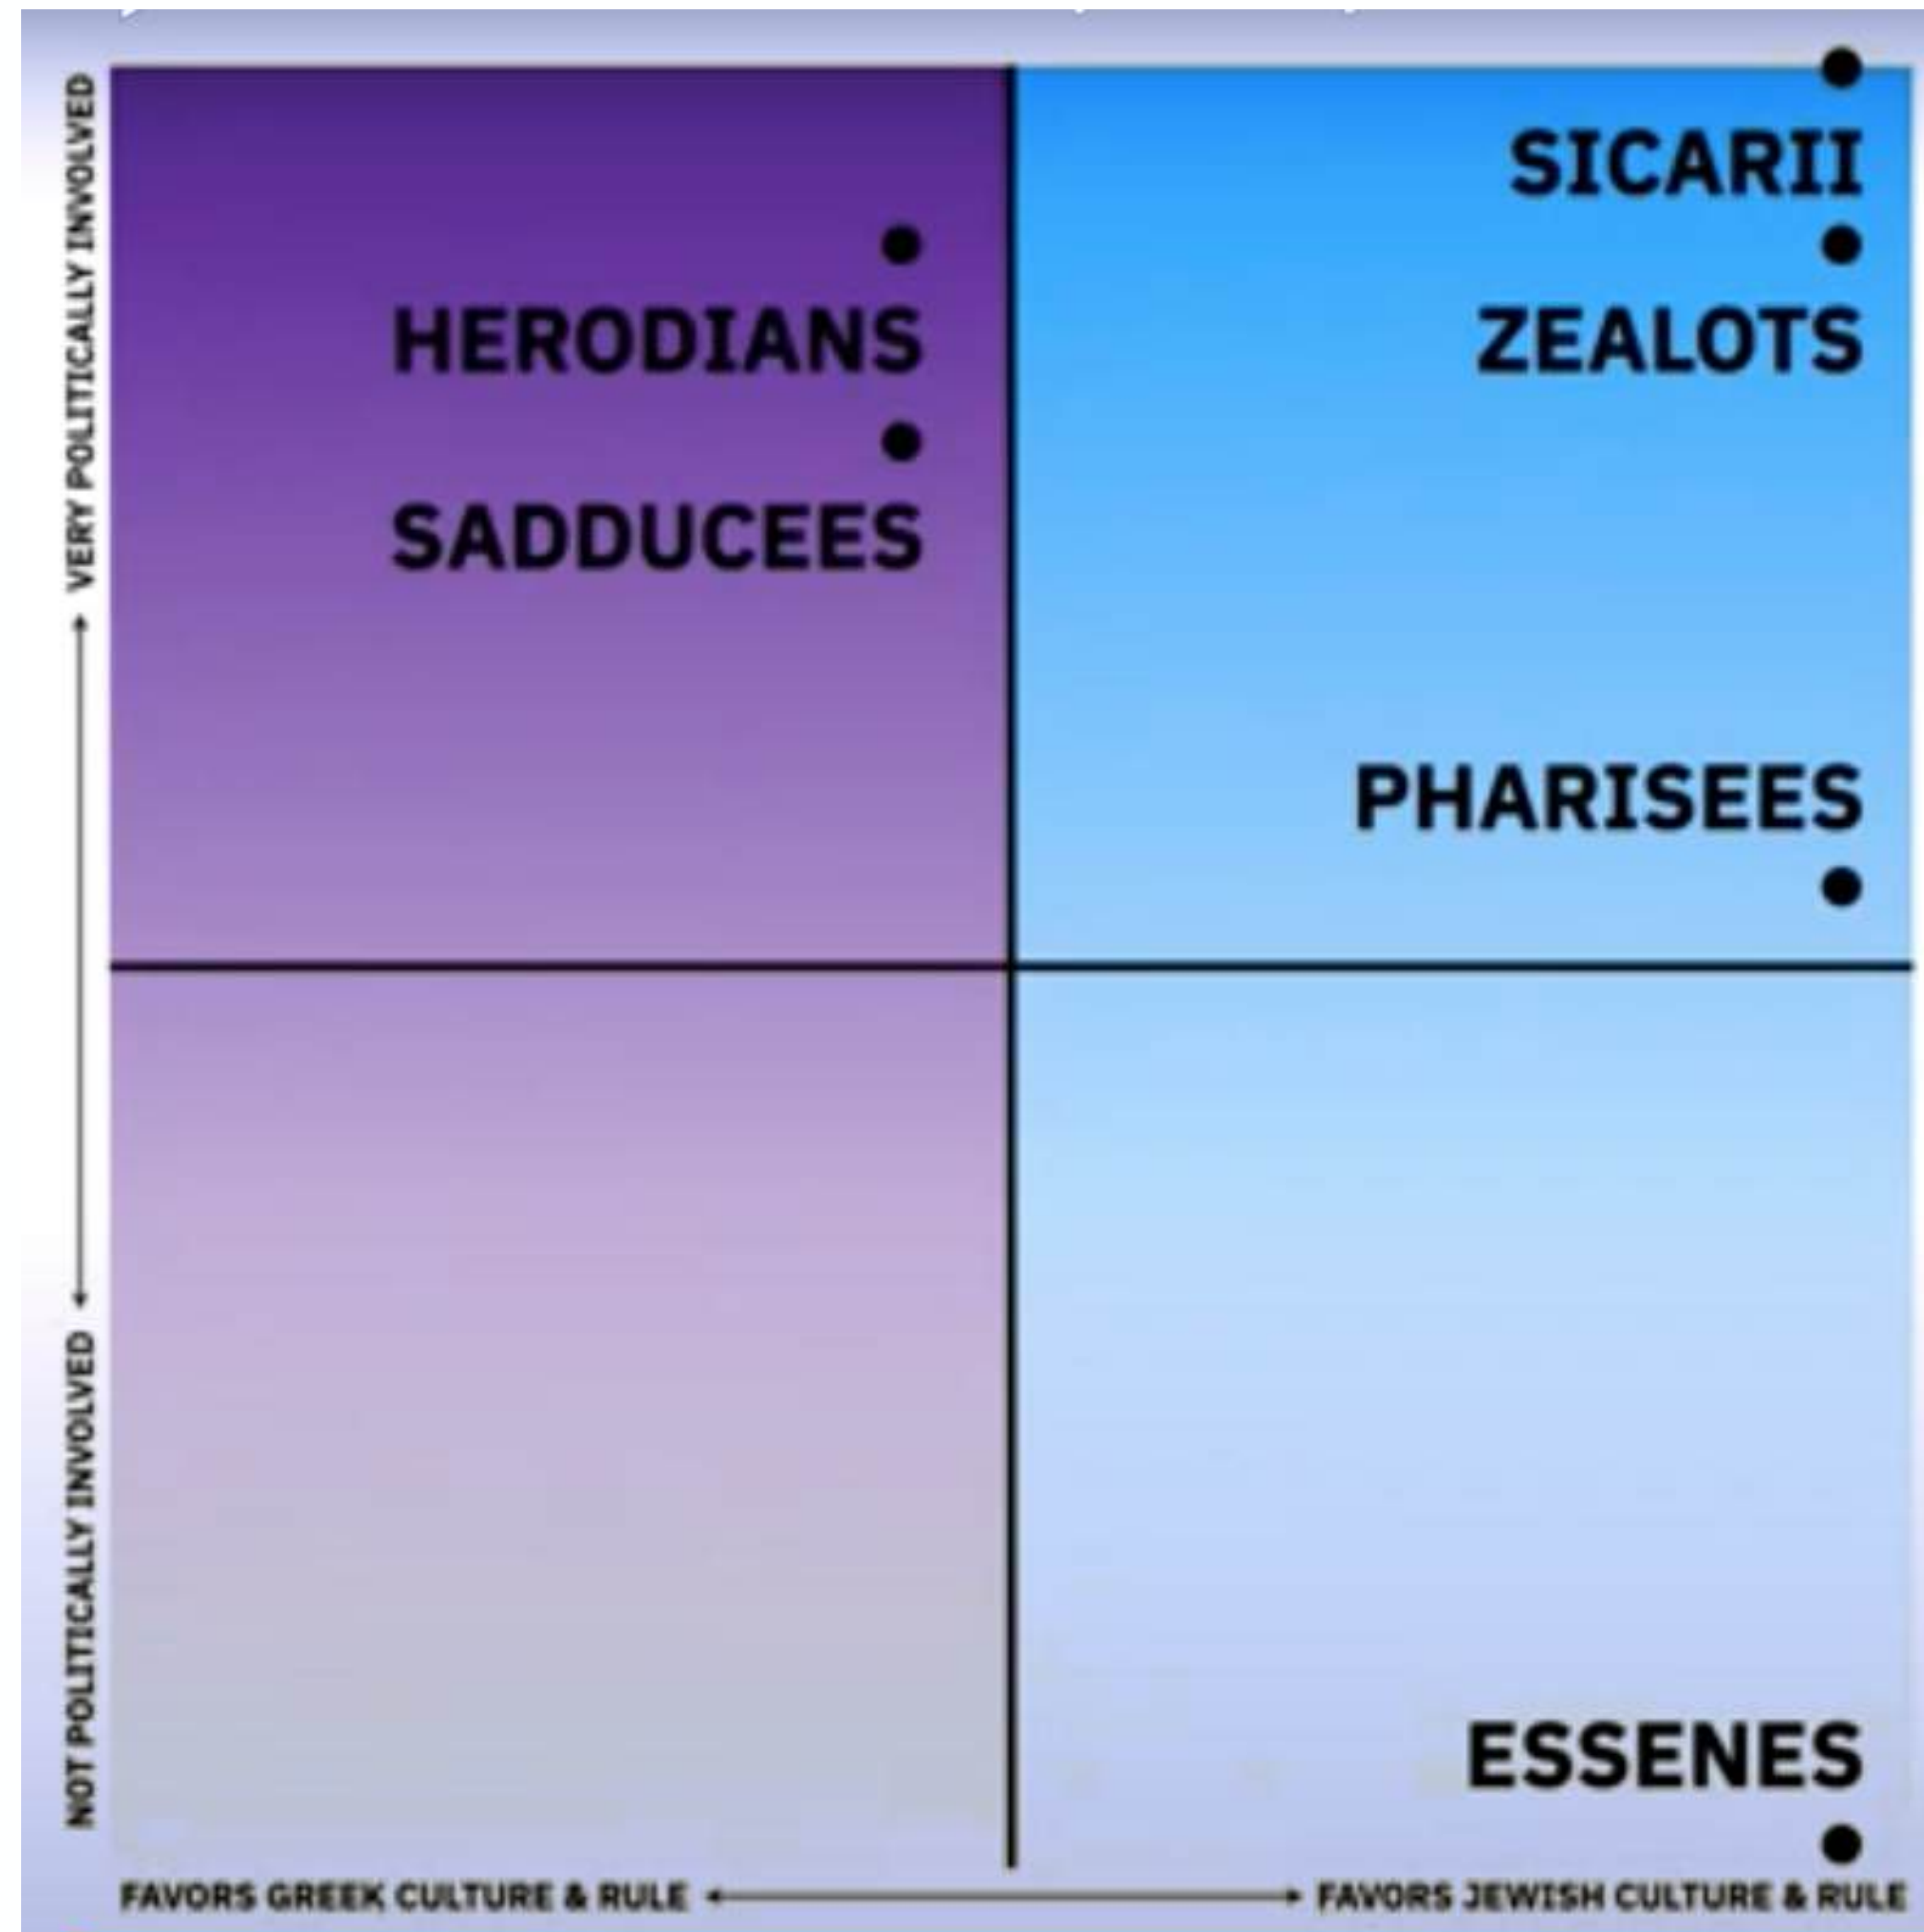 VERY POLITICALLY INVOLVED
NOT POLITICALLY INVOLVED
SICARII
HERODIANS
ZEALOTS
SADDUCEES
PHARISEES
ESSENES
FAVORS GREEK CULTURE & RULE
FAVORS JEWISH CULTURE & RULE